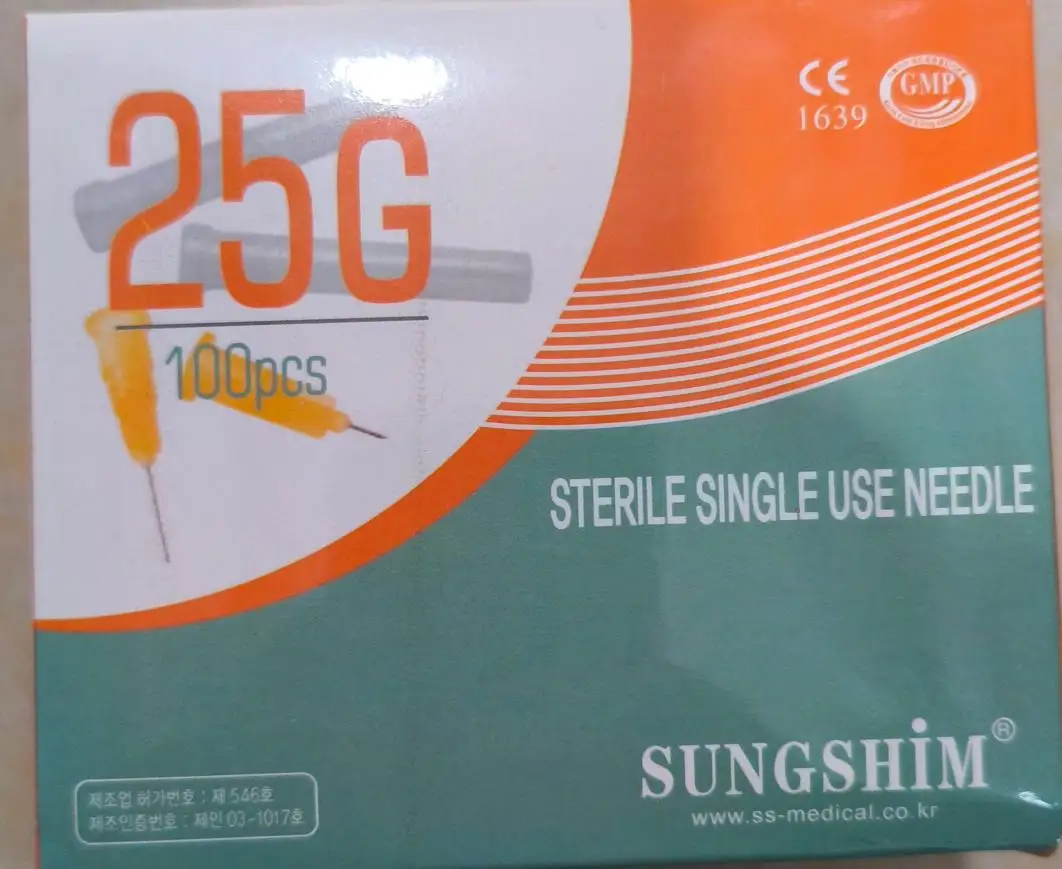 25G
100pcs
CE
1639
GMP
STERILE SINGLE USE NEEDLE
SUNGSHiM®
www.ss-medical.co.kr
제조업 허가번호 : 제 546호
제조인증번호 : 제인 03-1017호